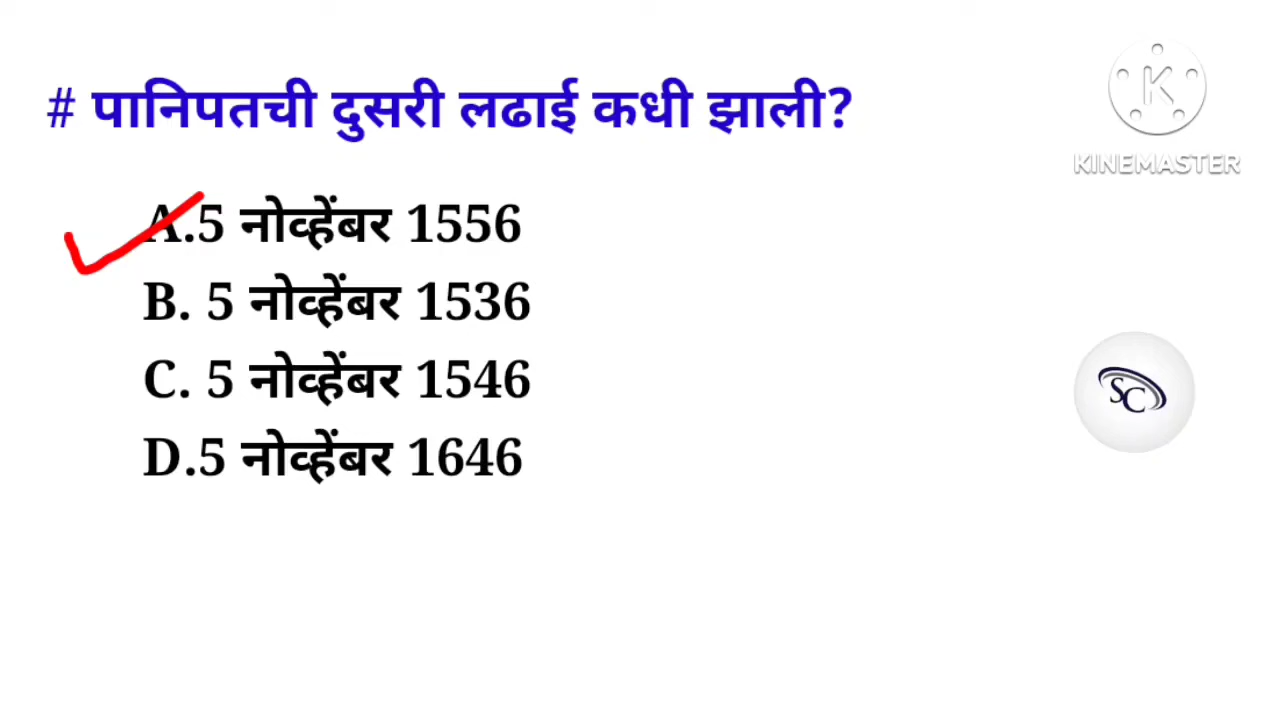 # पानिपतची दुसरी लढाई कधी झाली?
A.5 नोव्हेंबर 1556
B. 5 नोव्हेंबर 1536
C. 5 नोव्हेंबर 1546
D.5 नोव्हेंबर 1646
K
KINEMASTER
SC